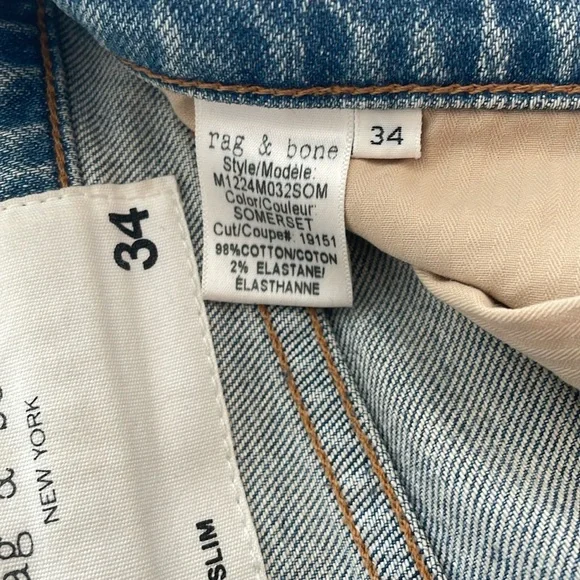 rag & bone
Style/Modèle:
M1224M032SOM
Color/Couleur:
SOMERSET
Cut/Coupe#: 19151
98%COTTON/COTON
2% ELASTANE/
ÉLASTHANNE
34
34
NEW YORK
SLIM